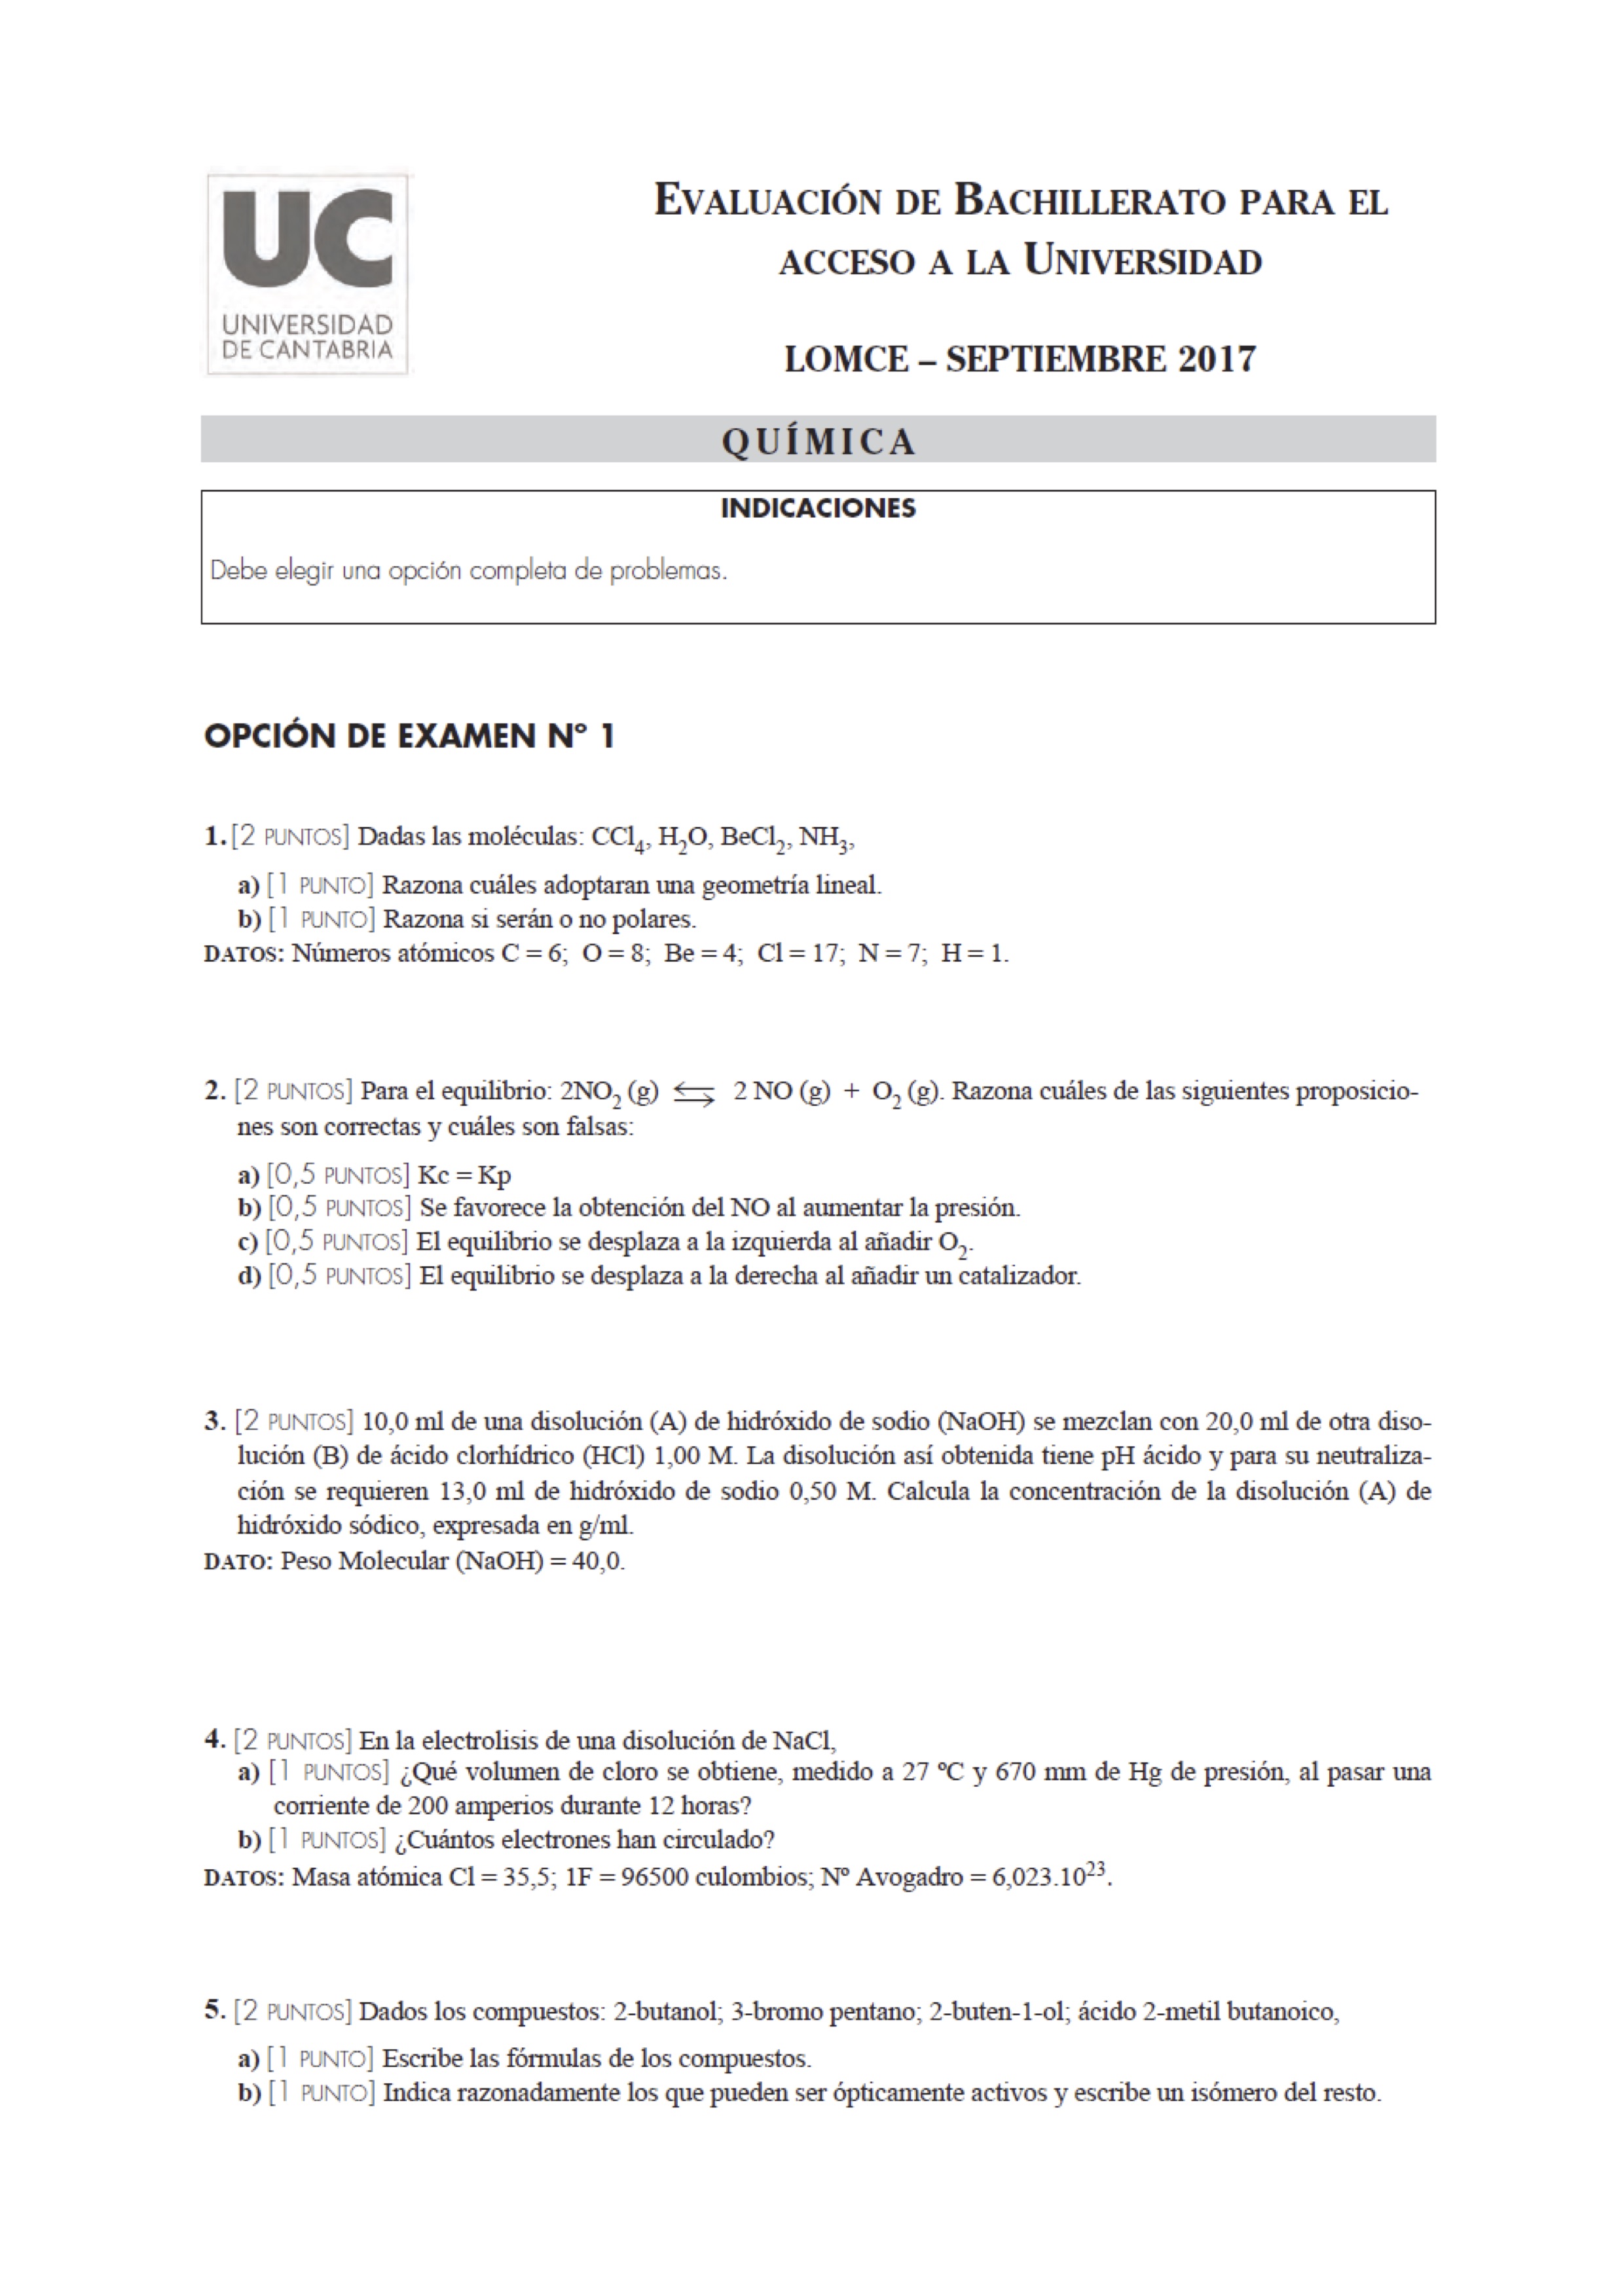 UC
UNIVERSIDAD
DE CANTABRIA
EVALUACIÓN DE BACHILLERATO PARA EL
ACCESO A LA UNIVERSIDAD
LOMCE – SEPTIEMBRE 2017
QUÍMICA
INDICACIONES
Debe elegir una opción completa de problemas.
OPCIÓN DE EXAMEN Nº 1
1. [2 PUNTOS] Dadas las moléculas: CCl₄, H₂O, BeCl₂, NH₃,
a) [1 PUNTO] Razona cuáles adoptaran una geometría lineal.
b) [1 PUNTO] Razona si serán o no polares.
DATOS: Números atómicos C = 6; O = 8; Be = 4; Cl = 17; N = 7; H = 1.
2. [2 PUNTOS] Para el equilibrio: 2NO₂ (g) ⇆ 2 NO (g) + O₂ (g). Razona cuáles de las siguientes proposicio-
nes son correctas y cuáles son falsas:
a) [0,5 PUNTOS] Kc = Kp
b) [0,5 PUNTOS] Se favorece la obtención del NO al aumentar la presión.
c) [0,5 PUNTOS] El equilibrio se desplaza a la izquierda al añadir O₂.
d) [0,5 PUNTOS] El equilibrio se desplaza a la derecha al añadir un catalizador.
3. [2 PUNTOS] 10,0 ml de una disolución (A) de hidróxido de sodio (NaOH) se mezclan con 20,0 ml de otra diso-
lución (B) de ácido clorhídrico (HCl) 1,00 M. La disolución así obtenida tiene pH ácido y para su neutraliza-
ción se requieren 13,0 ml de hidróxido de sodio 0,50 M. Calcula la concentración de la disolución (A) de
hidróxido sódico, expresada en g/ml.
DATO: Peso Molecular (NaOH) = 40,0.
4. [2 PUNTOS] En la electrolisis de una disolución de NaCl,
a) [1 PUNTOS] ¿Qué volumen de cloro se obtiene, medido a 27 ºC y 670 mm de Hg de presión, al pasar una
corriente de 200 amperios durante 12 horas?
b) [1 PUNTOS] ¿Cuántos electrones han circulado?
DATOS: Masa atómica Cl = 35,5; 1F = 96500 culombios; Nº Avogadro = 6,023.10²³.
5. [2 PUNTOS] Dados los compuestos: 2-butanol; 3-bromo pentano; 2-buten-1-ol; ácido 2-metil butanoico,
a) [1 PUNTO] Escribe las fórmulas de los compuestos.
b) [1 PUNTO] Indica razonadamente los que pueden ser ópticamente activos y escribe un isómero del resto.